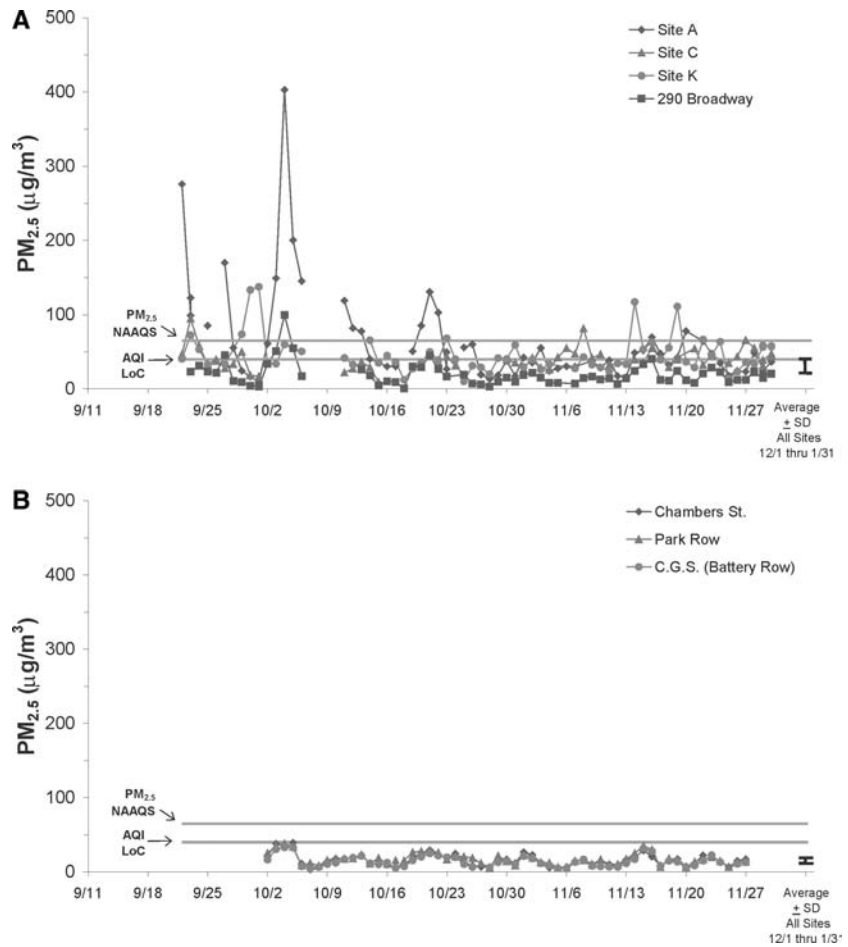 A
500
400
300
200
100
0
PM2.5 (µg/m³)
Site A
Site C
Site K
290 Broadway
PM2.5
NAAQS
AQI
LoC
9/11 9/18 9/25 10/2 10/9 10/16 10/23 10/30 11/6 11/13 11/20 11/27
Average
± SD
All Sites
12/1 thru 1/31
B
500
400
300
200
100
0
PM2.5 (µg/m³)
Chambers St.
Park Row
C.G.S. (Battery Row)
PM2.5
NAAQS
AQI
LoC
9/11 9/18 9/25 10/2 10/9 10/16 10/23 10/30 11/6 11/13 11/20 11/27
Average
± SD
All Sites
12/1 thru 1/31